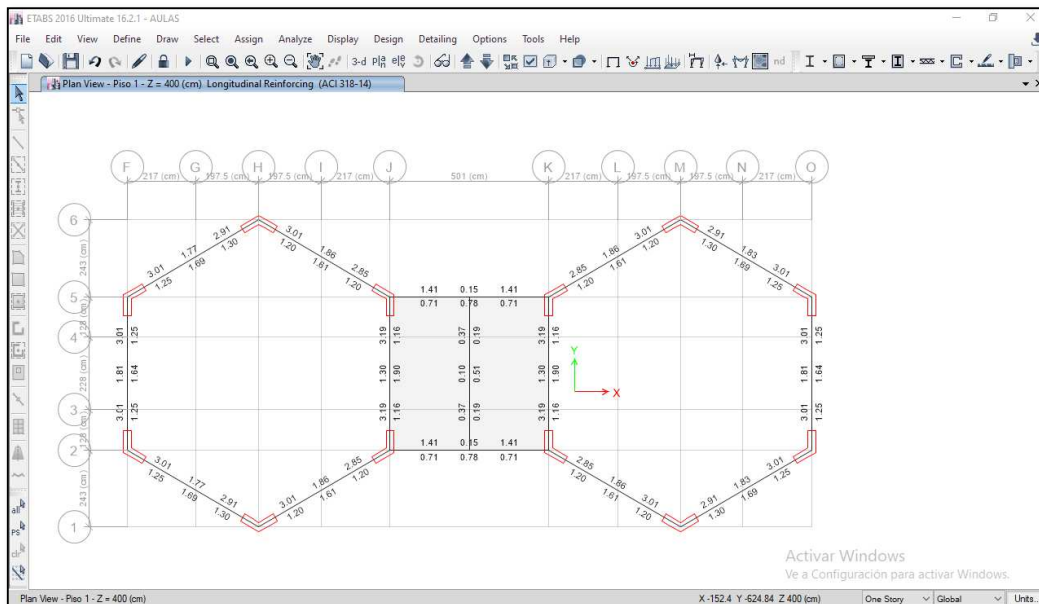 ETABS 2016 Ultimate 16.2.1 - AULAS
File Edit View Define Draw Select Assign Analyze Display Design Detailing Options Tools Help
3-d nd
Plan View - Piso 1 - Z = 400 (cm) Longitudinal Reinforcing (ACI 318-14)
F G H I J K L M N O
217 (cm) 197.5 (cm) 197.5 (cm) 217 (cm) 501 (cm) 217 (cm) 197.5 (cm) 197.5 (cm) 217 (cm)
6
243 (cm)
3.01 1.77 2.91
1.25 1.69 1.30
3.01 1.86 2.85
1.20 1.61 1.20
2.85 1.86 3.01
1.20 1.61 1.20
2.91 1.83 3.01
1.30 1.69 1.25
5
128 (cm)
1.41 0.15 1.41
0.71 0.78 0.71
4
228 (cm)
3.01 1.81 3.01
1.25 1.64 1.25
3.19 1.30 3.19
1.16 1.90 1.16
0.37 0.10 0.37
0.19 0.51 0.19
3.19 1.30 3.19
1.16 1.90 1.16
3.01 1.81 3.01
1.25 1.64 1.25
Y
X
3
128 (cm)
2
1.41 0.15 1.41
0.71 0.78 0.71
243 (cm)
3.01 1.77 2.91
1.25 1.69 1.30
3.01 1.86 2.85
1.20 1.61 1.20
2.85 1.86 3.01
1.20 1.61 1.20
2.91 1.83 3.01
1.30 1.69 1.25
1
all
PS
clr
Activar Windows
Ve a Configuración para activar Windows.
Plan View - Piso 1 - Z = 400 (cm)
X -152.4 Y -624.84 Z 400 (cm)
One Story Global Units...